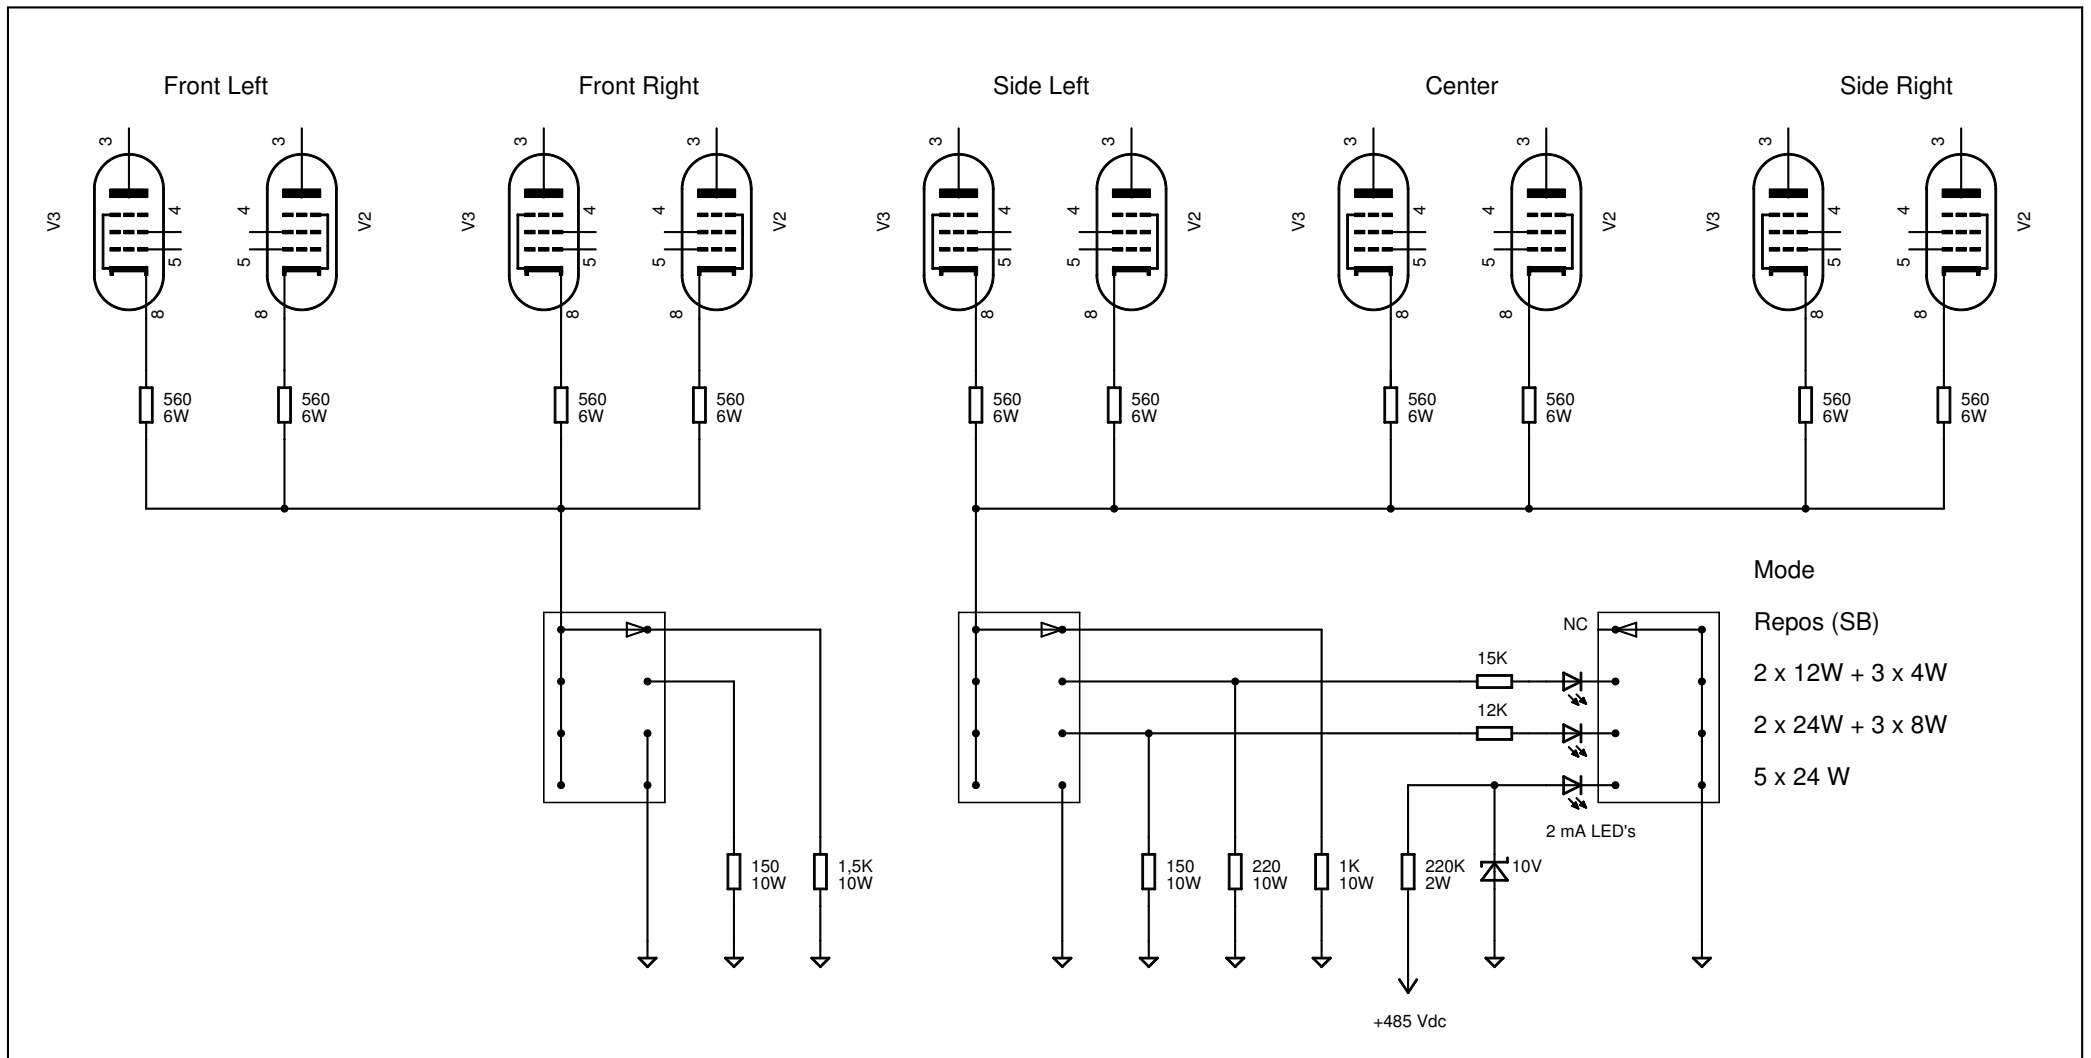 Front Left
Front Right
Side Left
Center
Side Right
3
3
3
3
3
3
3
3
3
3
V3
4
4
V2
V3
4
4
V2
V3
4
4
V2
V3
4
4
V2
V3
4
4
V2
5
5
5
5
5
5
5
5
5
5
8
8
8
8
8
8
8
8
8
8
560
6W
560
6W
560
6W
560
6W
560
6W
560
6W
560
6W
560
6W
560
6W
560
6W
Mode
NC
Repos (SB)
15K
2 x 12W + 3 x 4W
12K
2 x 24W + 3 x 8W
5 x 24 W
2 mA LED's
150
10W
1,5K
10W
150
10W
220
10W
1K
10W
220K
2W
10V
+485 Vdc